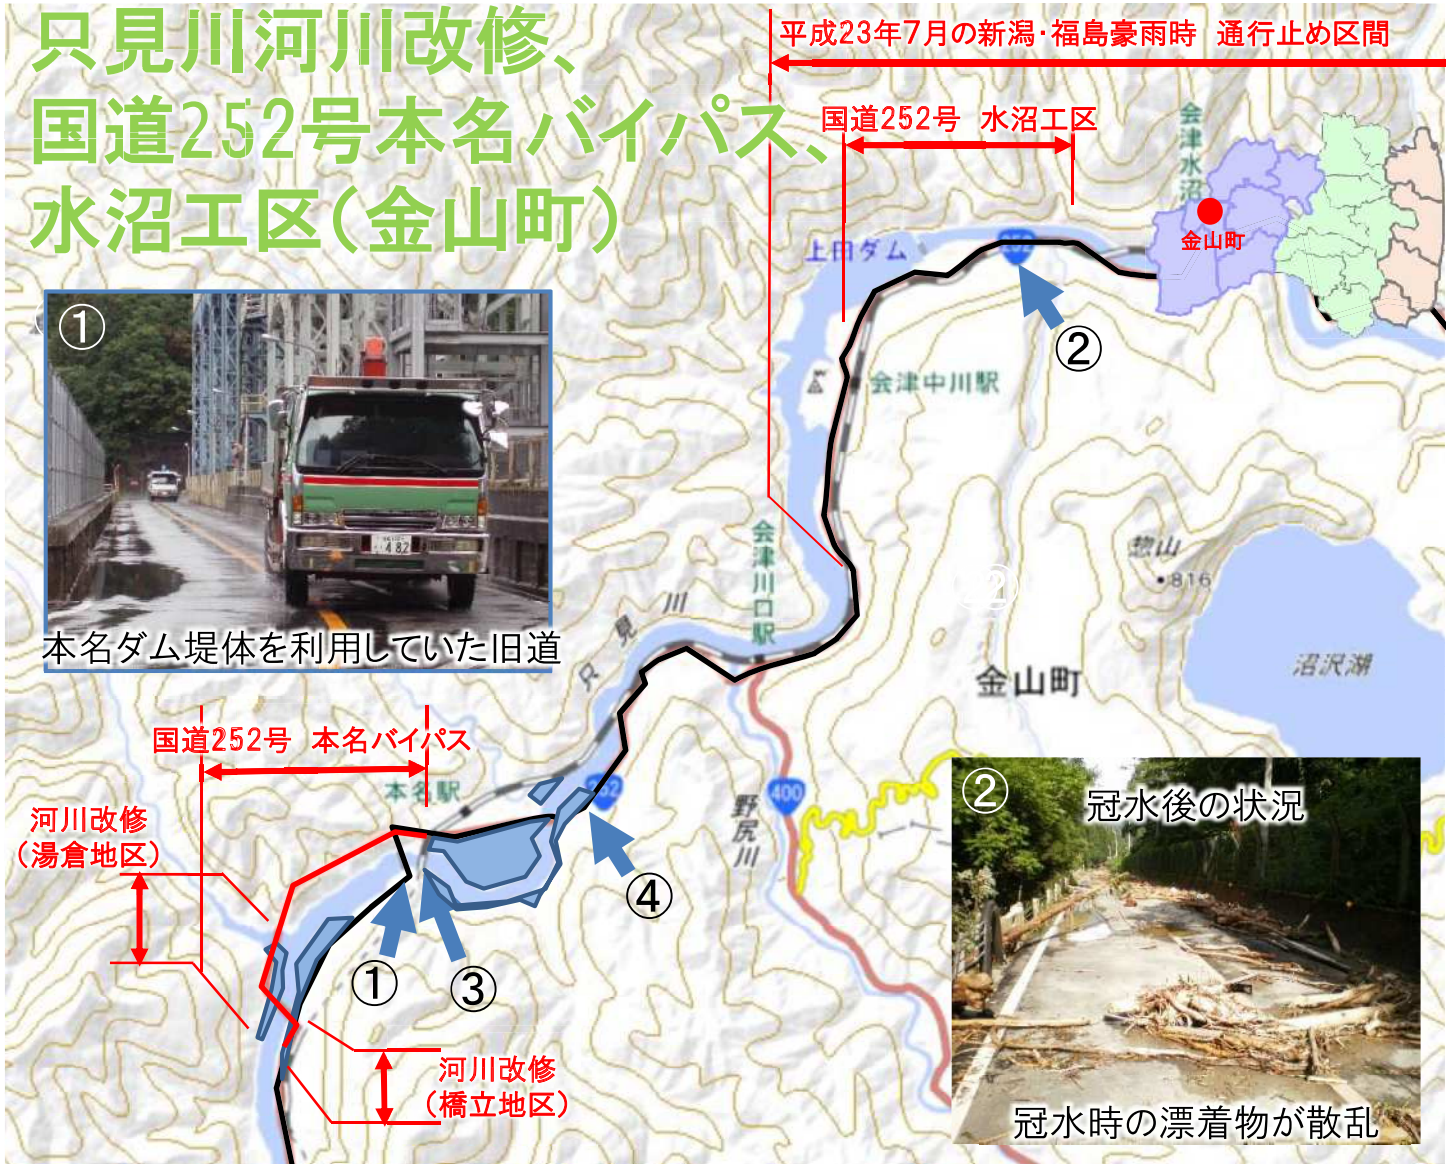 只見川河川改修、
国道252号本名バイパス、
水沼工区(金山町)
平成23年7月の新潟・福島豪雨時 通行止め区間
国道252号 水沼工区
会津水沼
金山町
上田ダム
②
会津中川駅
①
482
本名ダム堤体を利用していた旧道
会津川口駅
只見川
惣山
816
沼沢湖
金山町
②
国道252号 本名バイパス
本名駅
400
野尻川
河川改修
(湯倉地区)
④
①
③
河川改修
(橋立地区)
②
冠水後の状況
冠水時の漂着物が散乱